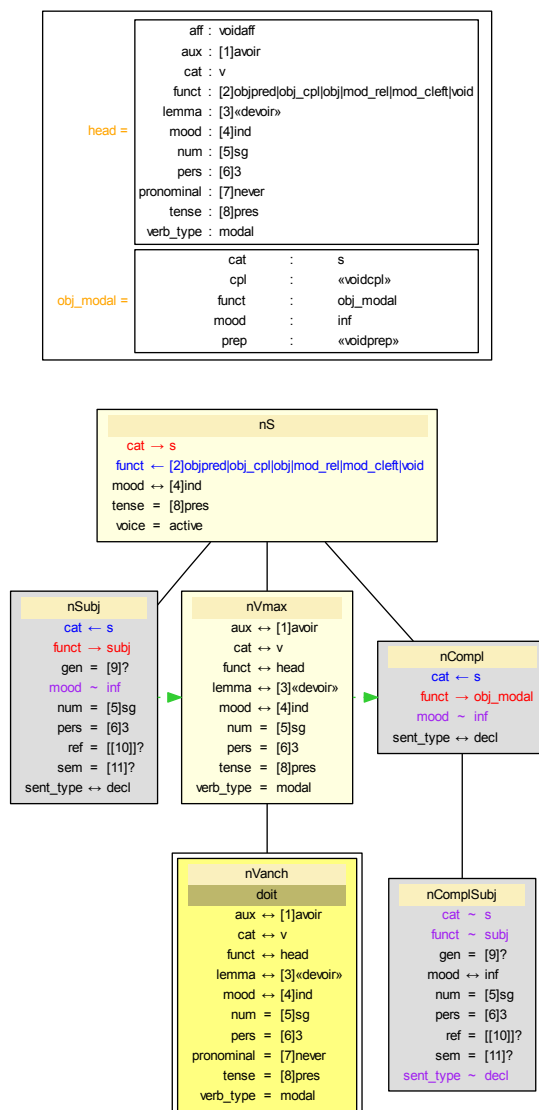 aff : voidaff
aux : [1]avoir
cat : v
funct : [2]objpred|obj_cpl|obj|mod_rel|mod_cleft|void
lemma : [3]«devoir»
head =
mood : [4]ind
num : [5]sg
pers : [6]3
pronominal : [7]never
tense : [8]pres
verb_type : modal
cat : s
cpl : «voidcpl»
obj_modal =
funct : obj_modal
mood : inf
prep : «voidprep»
nS
cat → s
funct ← [2]objpred|obj_cpl|obj|mod_rel|mod_cleft|void
mood ↔ [4]ind
tense = [8]pres
voice = active
nSubj
cat ← s
funct → subj
gen = [9]?
mood ~ inf
num = [5]sg
pers = [6]3
ref = [[10]]?
sem = [11]?
sent_type ↔ decl
nVmax
aux ↔ [1]avoir
cat ↔ v
funct ↔ head
lemma ↔ [3]«devoir»
mood ↔ [4]ind
num = [5]sg
pers = [6]3
tense = [8]pres
verb_type = modal
nCompl
cat ← s
funct → obj_modal
mood ~ inf
sent_type ↔ decl
nVanch
doit
aux ↔ [1]avoir
cat ↔ v
funct ↔ head
lemma ↔ [3]«devoir»
mood ↔ [4]ind
num = [5]sg
pers = [6]3
pronominal = [7]never
tense = [8]pres
verb_type = modal
nComplSubj
cat ~ s
funct ~ subj
gen = [9]?
mood ↔ inf
num = [5]sg
pers = [6]3
ref = [[10]]?
sem = [11]?
sent_type ~ decl